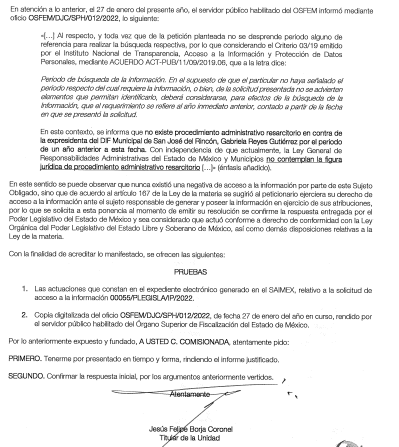 En atención a lo anterior, el 27 de enero del presente año, el servidor público habilitado del OSFEM informó mediante
oficio OSFEM/DJC/SPH/012/2022, lo siguiente:
«[...] Al respecto, y toda vez que de la petición planteada no se desprende periodo alguno de
referencia para realizar la búsqueda respectiva, por lo que considerando el Criterio 03/19 emitido
por el Instituto Nacional de Transparencia, Acceso a la Información y Protección de Datos
Personales, mediante ACUERDO ACT-PUB/11/09/2019.06, que a la letra dice:
Periodo de búsqueda de la información. En el supuesto de que el particular no haya señalado el
periodo respecto del cual requiere la información, o bien, de la solicitud presentada no se advierten
elementos que permitan identificarlo, deberá considerarse, para efectos de la búsqueda de la
información, que el requerimiento se refiere al año inmediato anterior, contado a partir de la fecha
en que se presentó la solicitud.
En este contexto, se informa que no existe procedimiento administrativo resarcitorio en contra de
la expresidenta del DIF Municipal de San José del Rincón, Gabriela Reyes Gutiérrez por el periodo
de un año anterior a esta fecha. Con independencia de que actualmente, la Ley General de
Responsabilidades Administrativas del Estado de México y Municipios no contemplan la figura
jurídica de procedimiento administrativo resarcitorio [...]» (énfasis añadido).
En este sentido se puede observar que nunca existió una negativa de acceso a la información por parte de este Sujeto
Obligado, sino que de acuerdo al artículo 167 de la Ley de la materia se sugirió al peticionario ejerciera su derecho de
acceso a la información ante el sujeto responsable de generar y poseer la información en ejercicio de sus atribuciones,
por lo que se solicita a esta ponencia al momento de emitir su resolución se confirme la respuesta entregada por el
Poder Legislativo del Estado de México y sea considerado que actuó conforme a derecho de conformidad con la Ley
Orgánica del Poder Legislativo del Estado Libre y Soberano de México, así como demás disposiciones relativas a la
Ley de la materia.
Con la finalidad de acreditar lo manifestado, se ofrecen las siguientes:
PRUEBAS
1. Las actuaciones que constan en el expediente electrónico generado en el SAIMEX, relativo a la solicitud de
acceso a la información 00055/PLEGISLA/IP/2022.
2. Copia digitalizada del oficio OSFEM/DJC/SPH/012/2022, de fecha 27 de enero del año en curso, rendido por
el servidor público habilitado del Órgano Superior de Fiscalización del Estado de México.
Por lo anteriormente expuesto y fundado, A USTED C. COMISIONADA, atentamente pido:
PRIMERO. Tenerme por presentado en tiempo y forma, rindiendo el informe justificado.
SEGUNDO. Confirmar la respuesta inicial, por los argumentos anteriormente vertidos.
Atentamente
Jesús Felipe Borja Coronel
Titular de la Unidad